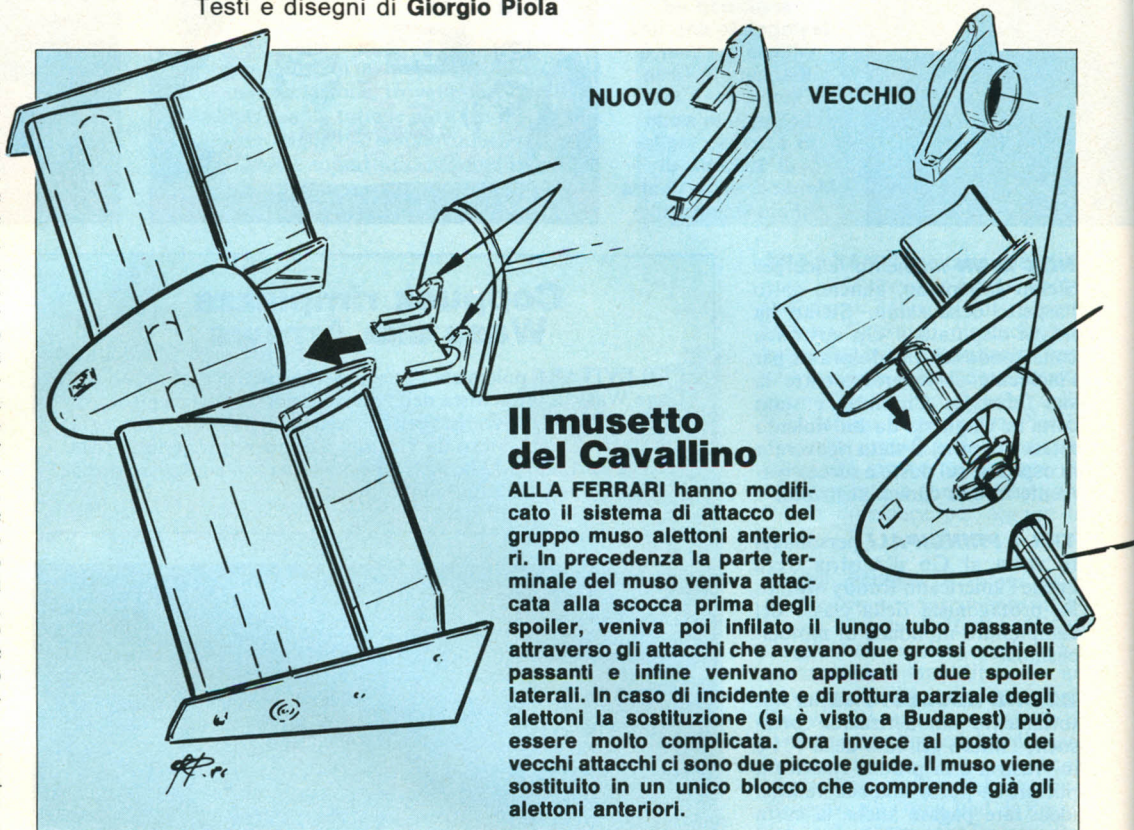 Testi e disegni di Giorgio Piola
NUOVO
VECCHIO
Il musetto
del Cavallino
ALLA FERRARI hanno modifi-
cato il sistema di attacco del
gruppo muso alettoni anterio-
ri. In precedenza la parte ter-
minale del muso veniva attac-
cata alla scocca prima degli
spoiler, veniva poi infilato il lungo tubo passante
attraverso gli attacchi che avevano due grossi occhielli
passanti e infine venivano applicati i due spoiler
laterali. In caso di incidente e di rottura parziale degli
alettoni la sostituzione (si è visto a Budapest) può
essere molto complicata. Ora invece al posto dei
vecchi attacchi ci sono due piccole guide. Il muso viene
sostituito in un unico blocco che comprende già gli
alettoni anteriori.